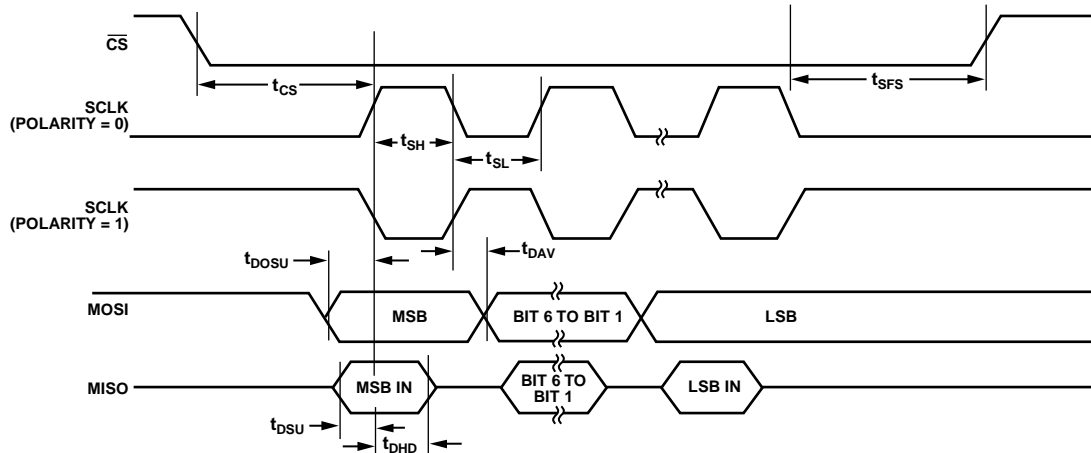 CS
tCS
tSFS
SCLK
(POLARITY = 0)
tSH
tSL
SCLK
(POLARITY = 1)
tDOSU
tDAV
MOSI
MSB
BIT 6 TO BIT 1
LSB
MISO
MSB IN
BIT 6 TO
BIT 1
LSB IN
tDSU
tDHD